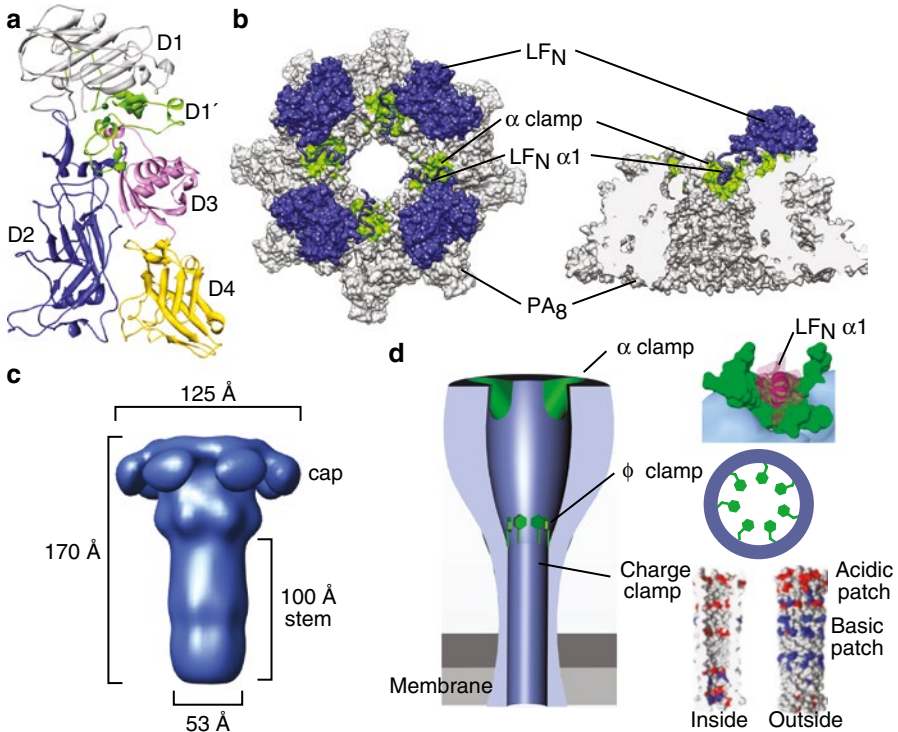 a
D1
D1´
D3
D2
D4
b
LFN
α clamp
LFN α1
PA8
c
125 Å
cap
170 Å
100 Å
stem
53 Å
d
α clamp
LFN α1
ϕ clamp
Charge
clamp
Membrane
Acidic
patch
Basic
patch
Inside
Outside